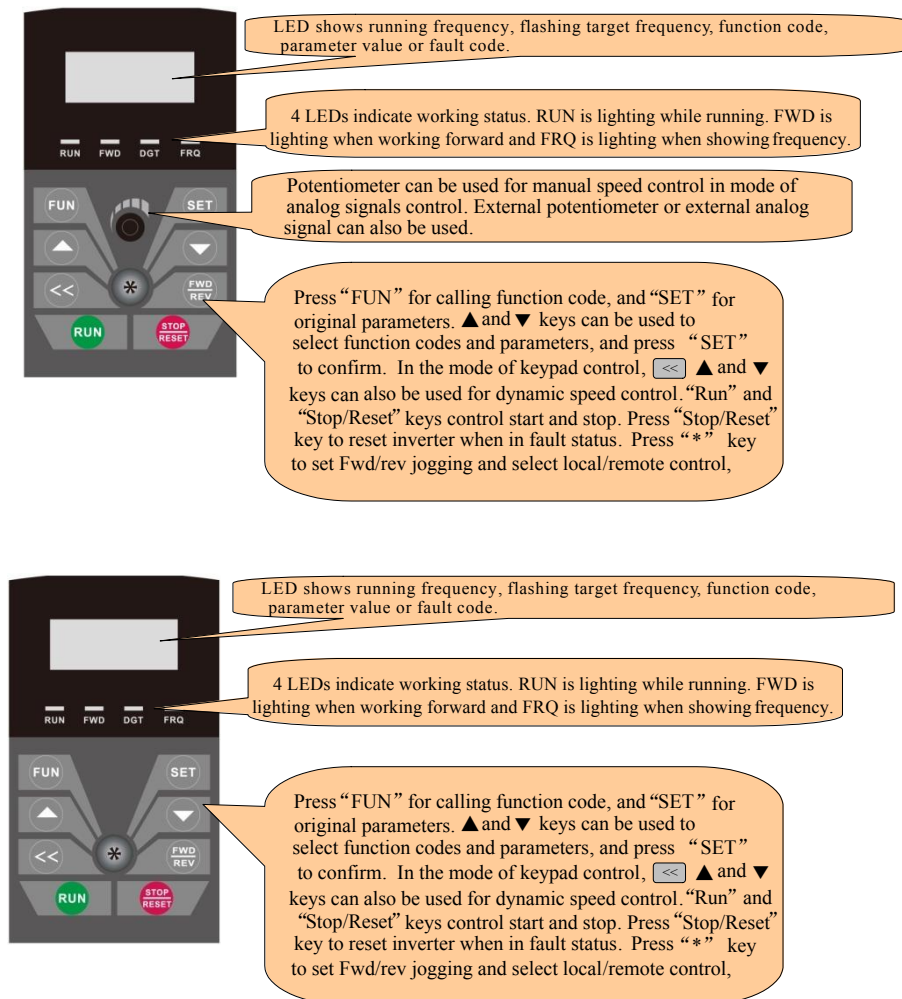 LED shows running frequency, flashing target frequency, function code,
parameter value or fault code.
4 LEDs indicate working status. RUN is lighting while running. FWD is
lighting when working forward and FRQ is lighting when showing frequency.
RUN FWD DGT FRQ
Potentiometer can be used for manual speed control in mode of
analog signals control. External potentiometer or external analog
signal can also be used.
FUN SET
▲ ▼
<< * FWD
REV
RUN STOP
RESET
Press “FUN” for calling function code, and “SET” for
original parameters. ▲ and ▼ keys can be used to
select function codes and parameters, and press “SET”
to confirm. In the mode of keypad control, << ▲ and ▼
keys can also be used for dynamic speed control. “Run” and
“Stop/Reset” keys control start and stop. Press “Stop/Reset”
key to reset inverter when in fault status. Press “*” key
to set Fwd/rev jogging and select local/remote control,
LED shows running frequency, flashing target frequency, function code,
parameter value or fault code.
4 LEDs indicate working status. RUN is lighting while running. FWD is
lighting when working forward and FRQ is lighting when showing frequency.
RUN FWD DGT FRQ
FUN SET
▲ ▼
<< * FWD
REV
RUN STOP
RESET
Press “FUN” for calling function code, and “SET” for
original parameters. ▲ and ▼ keys can be used to
select function codes and parameters, and press “SET”
to confirm. In the mode of keypad control, << ▲ and ▼
keys can also be used for dynamic speed control. “Run” and
“Stop/Reset” keys control start and stop. Press “Stop/Reset”
key to reset inverter when in fault status. Press “*” key
to set Fwd/rev jogging and select local/remote control,